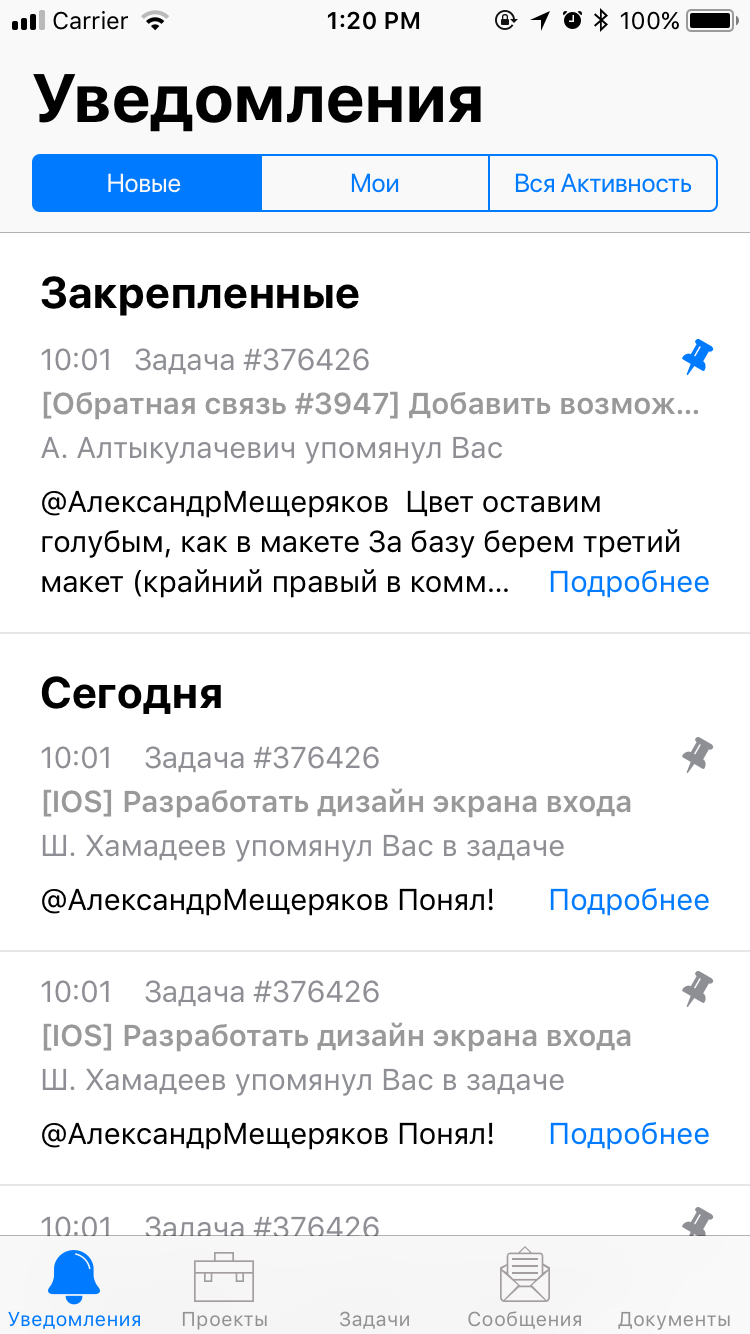 Carrier 1:20 PM 100%
Уведомления
Новые Мои Вся Активность
Закрепленные
10:01 Задача #376426
[Обратная связь #3947] Добавить возмож...
А. Алтыкулачевич упомянул Вас
@АлександрМещеряков Цвет оставим
голубым, как в макете За базу берем третий
макет (крайний правый в комм... Подробнее
Сегодня
10:01 Задача #376426
[IOS] Разработать дизайн экрана входа
Ш. Хамадеев упомянул Вас в задаче
@АлександрМещеряков Понял! Подробнее
10:01 Задача #376426
[IOS] Разработать дизайн экрана входа
Ш. Хамадеев упомянул Вас в задаче
@АлександрМещеряков Понял! Подробнее
10:01 Задача #376426
Уведомления Проекты Задачи Сообщения Документы